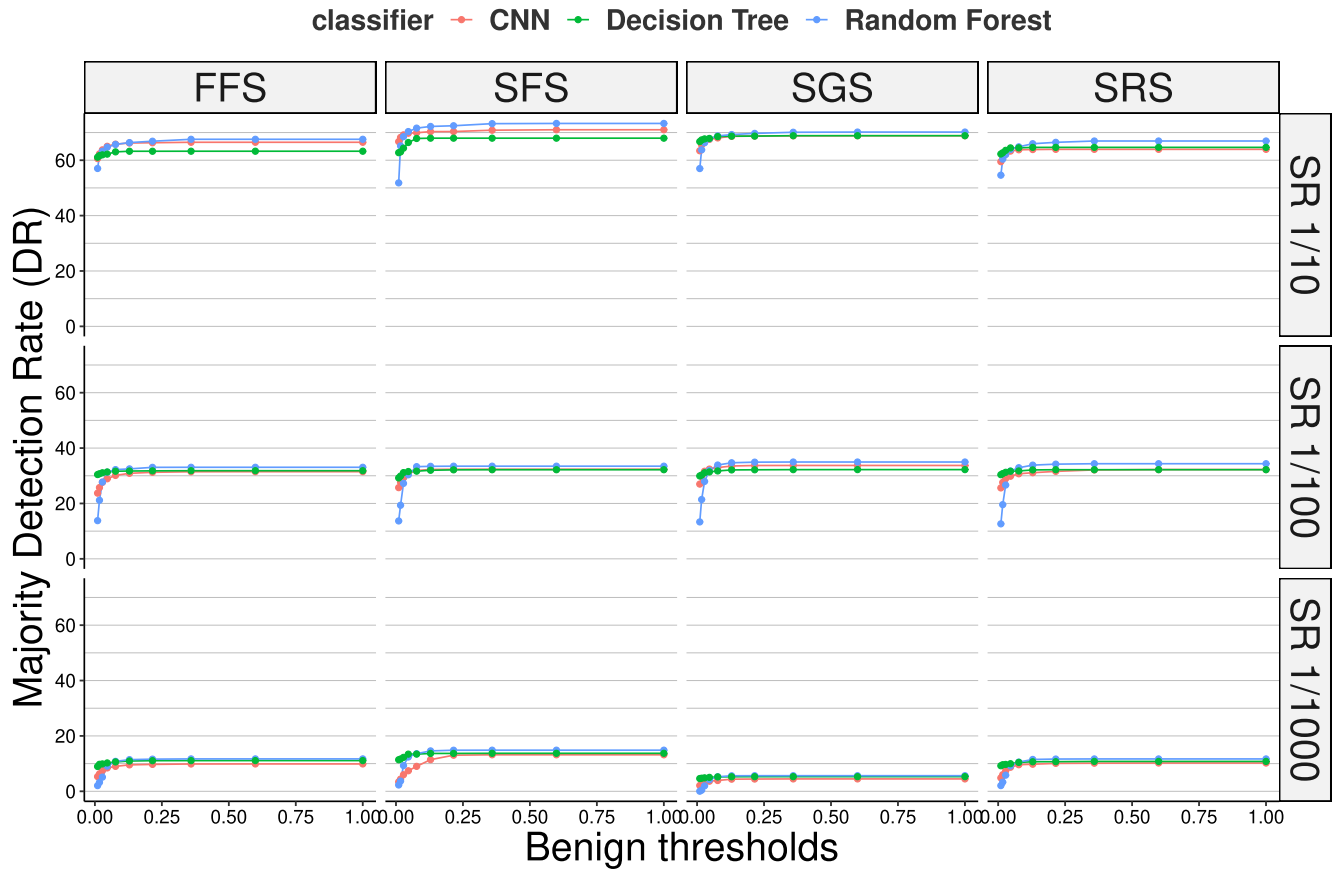 classifier CNN Decision Tree Random Forest
FFS SFS SGS SRS
Majority Detection Rate (DR)
60
40
20
0
SR 1/10
60
40
20
0
SR 1/100
60
40
20
0
SR 1/1000
0.00 0.25 0.50 0.75 1.00 0.00 0.25 0.50 0.75 1.00 0.00 0.25 0.50 0.75 1.00 0.00 0.25 0.50 0.75 1.00
Benign thresholds